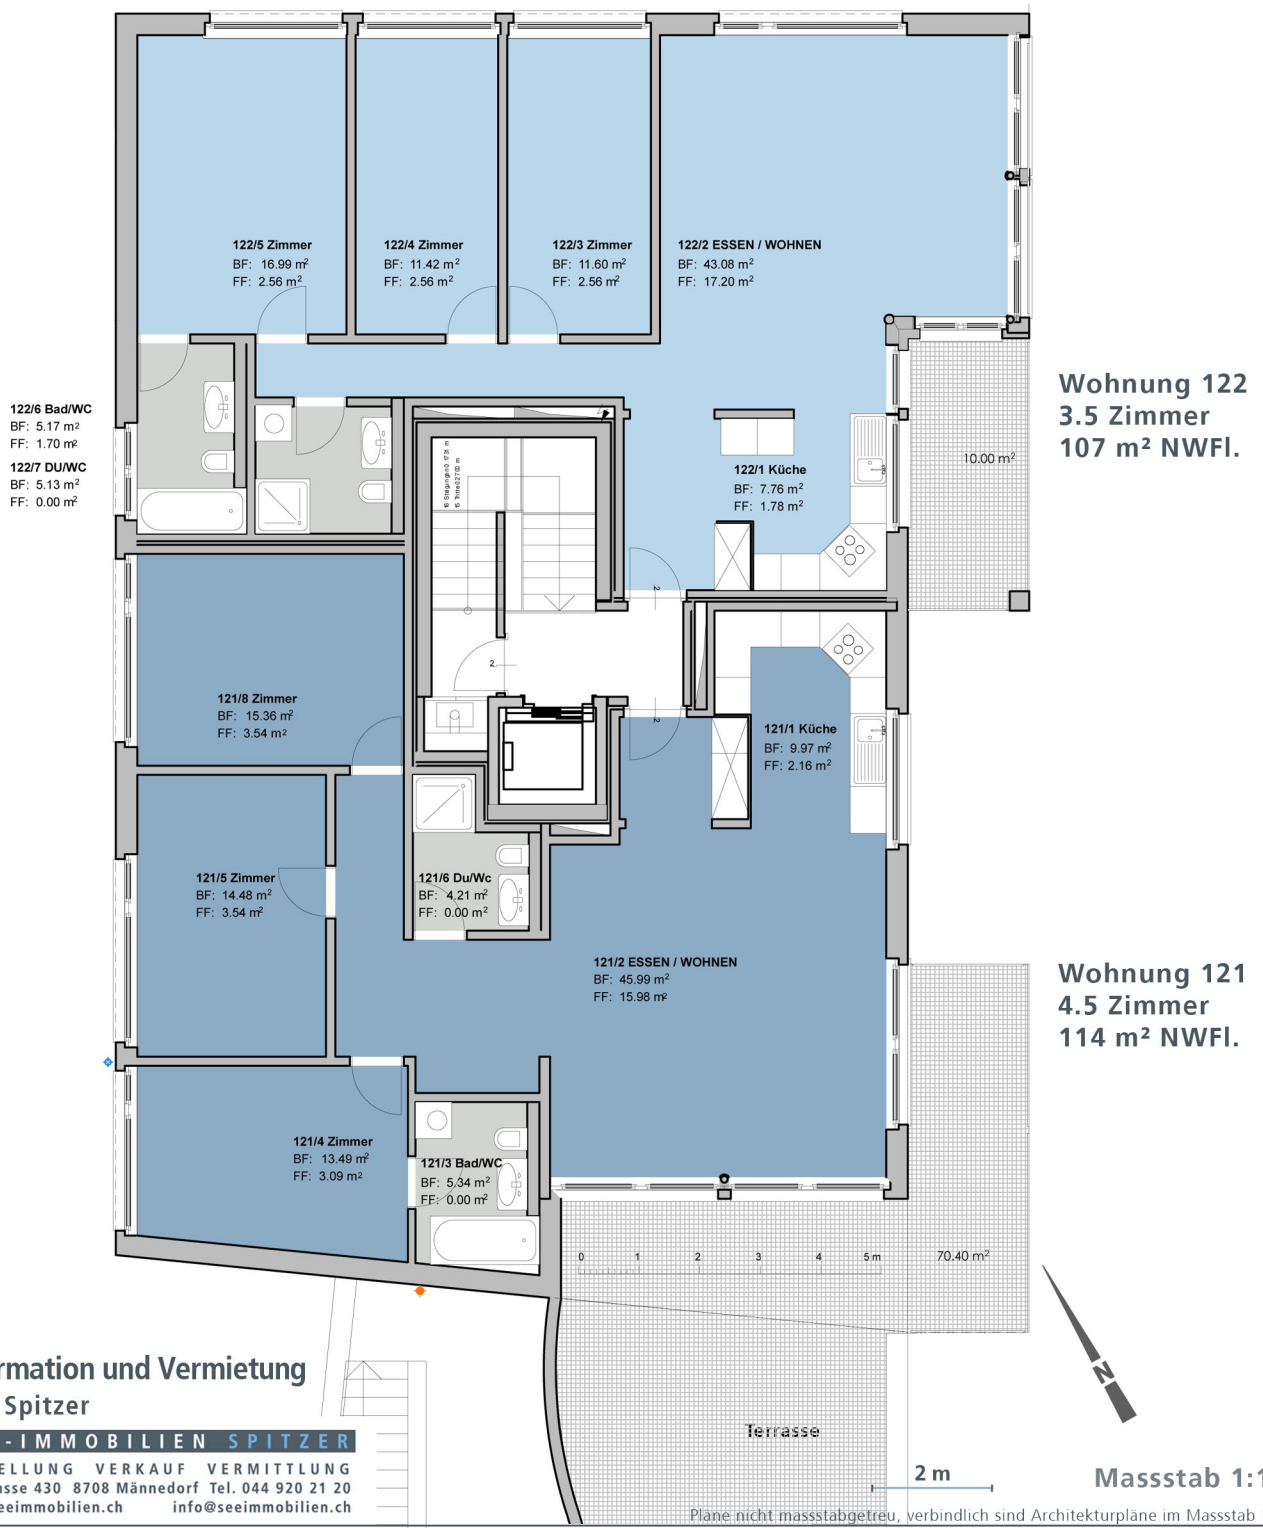 122/5 Zimmer
BF: 16.99 m²
FF: 2.56 m²
122/4 Zimmer
BF: 11.42 m²
FF: 2.56 m²
122/3 Zimmer
BF: 11.60 m²
FF: 2.56 m²
122/2 ESSEN / WOHNEN
BF: 43.08 m²
FF: 17.20 m²
Wohnung 122
3.5 Zimmer
107 m² NWFl.
122/6 Bad/WC
BF: 5.17 m²
FF: 1.70 m²
122/7 DU/WC
BF: 5.13 m²
FF: 0.00 m²
10.00 m²
122/1 Küche
BF: 7.76 m²
FF: 1.78 m²
2
2
2
121/8 Zimmer
BF: 15.36 m²
FF: 3.54 m²
121/1 Küche
BF: 9.97 m²
FF: 2.16 m²
121/5 Zimmer
BF: 14.48 m²
FF: 3.54 m²
121/6 Du/Wc
BF: 4.21 m²
FF: 0.00 m²
121/2 ESSEN / WOHNEN
BF: 45.99 m²
FF: 15.98 m²
Wohnung 121
4.5 Zimmer
114 m² NWFl.
121/4 Zimmer
BF: 13.49 m²
FF: 3.09 m²
121/3 Bad/WC
BF: 5.34 m²
FF: 0.00 m²
0 1 2 3 4 5 m
70.40 m²
N
Terrasse
rmation und Vermietung
Spitzer
-IMMOBILIEN SPITZER
ELLUNG VERKAUF VERMITTLUNG
asse 430 8708 Männedorf Tel. 044 920 21 20
eeimmobilien.ch info@seeimmobilien.ch
2 m
Massstab 1:1
Pläne nicht massstabgetreu, verbindlich sind Architekturpläne im Massstab